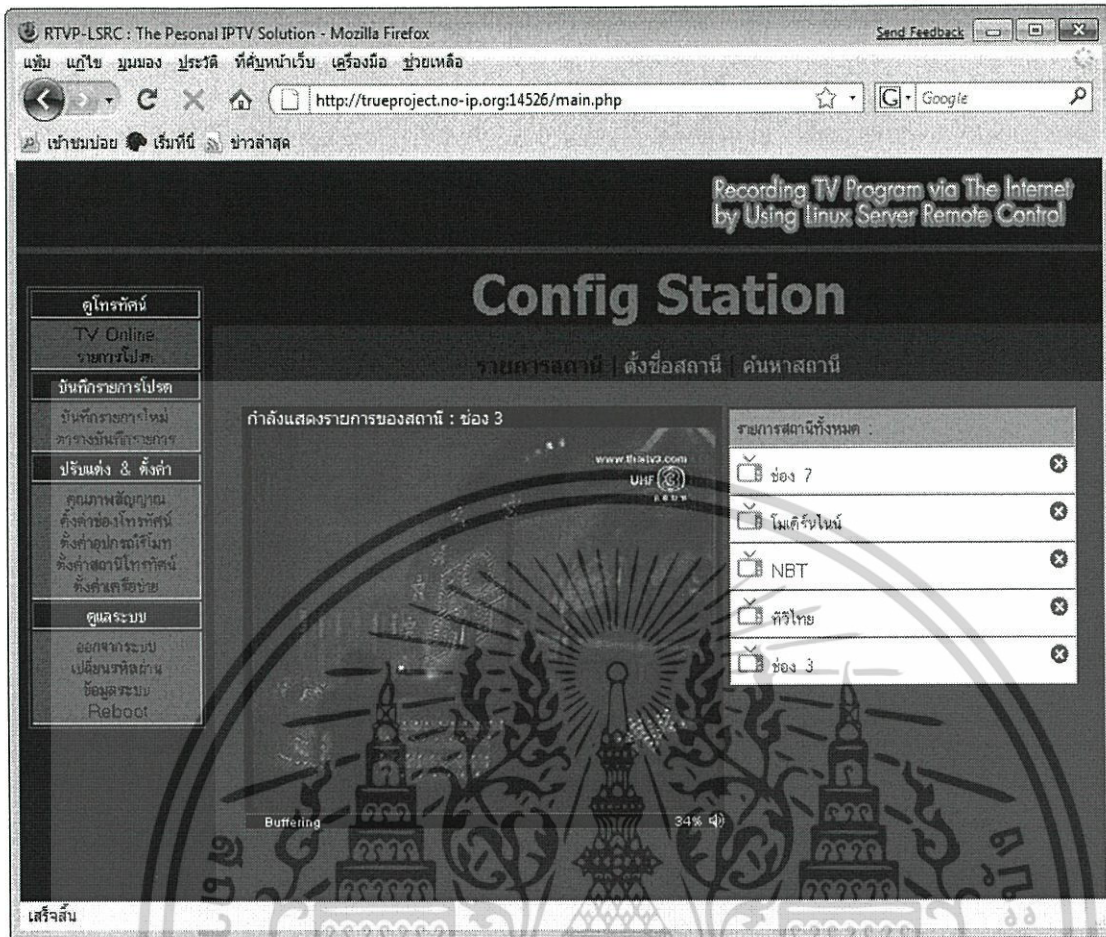 RTVP-LSRC : The Pesonal IPTV Solution - Mozilla Firefox
Send Feedback
แฟ้ม แก้ไข มุมมอง ประวัติ ที่คั่นหน้าเว็บ เครื่องมือ ช่วยเหลือ
http://trueproject.no-ip.org:14526/main.php
G Google
เข้าชมบ่อย เริ่มที่นี่ ข่าวล่าสุด
Recording TV Program via The Internet
by Using Linux Server Remote Control
Config Station
รายการสถานี | ตั้งชื่อสถานี | ค้นหาสถานี
ดูโทรทัศน์
TV Online
รายการโปรด
บันทึกรายการโปรด
บันทึกรายการใหม่
ตารางบันทึกรายการ
ปรับแต่ง & ตั้งค่า
คุณภาพสัญญาณ
ตั้งค่าช่องโทรทัศน์
ตั้งค่าอุปกรณ์รีโมท
ตั้งค่าสถานีโทรทัศน์
ตั้งค่าเครือข่าย
ดูแลระบบ
ออกจากระบบ
เปลี่ยนรหัสผ่าน
ข้อมูลระบบ
Reboot
กำลังแสดงรายการของสถานี : ช่อง 3
www.thaitv3.com
UHF 3
Buffering
34%
รายการสถานีทั้งหมด :
ช่อง 7
โมเดิร์นไนน์
NBT
ทีวีไทย
ช่อง 3
เสร็จสิ้น